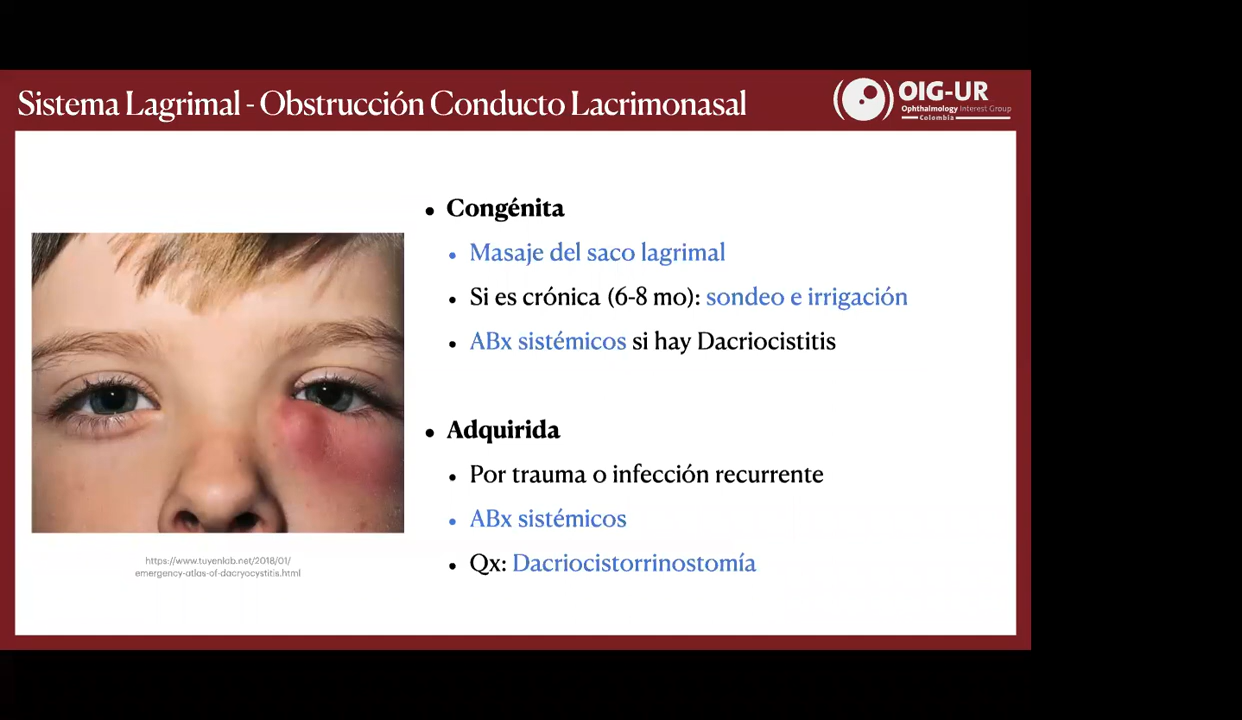 Sistema Lagrimal - Obstrucción Conducto Lacrimonasal
OIG-UR
Ophthalmology Interest Group
Colombia
• Congénita
• Masaje del saco lagrimal
• Si es crónica (6-8 mo): sondeo e irrigación
• ABx sistémicos si hay Dacriocistitis
• Adquirida
• Por trauma o infección recurrente
• ABx sistémicos
• Qx: Dacriocistorrinostomía
https://www.tuyenlab.net/2018/01/
emergency-atlas-of-dacryocystitis.html